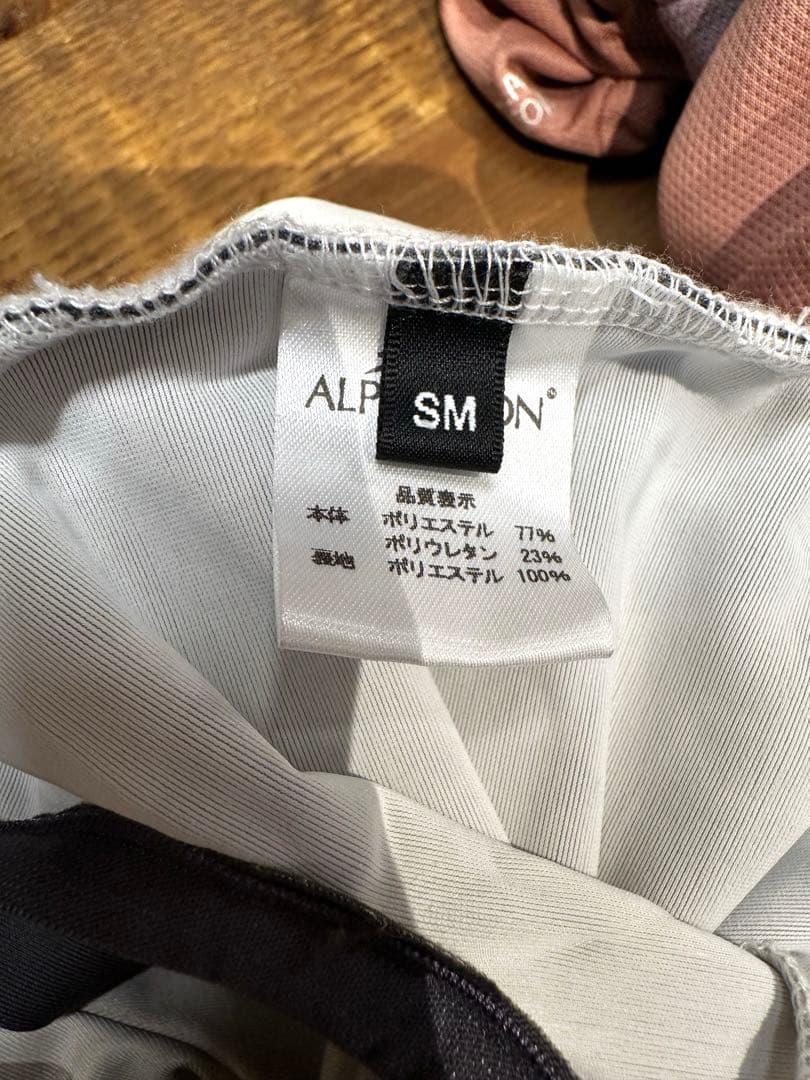 SM
品質表示
本体 ポリエステル 77%
ポリウレタン 23%
裏地 ポリエステル 100%